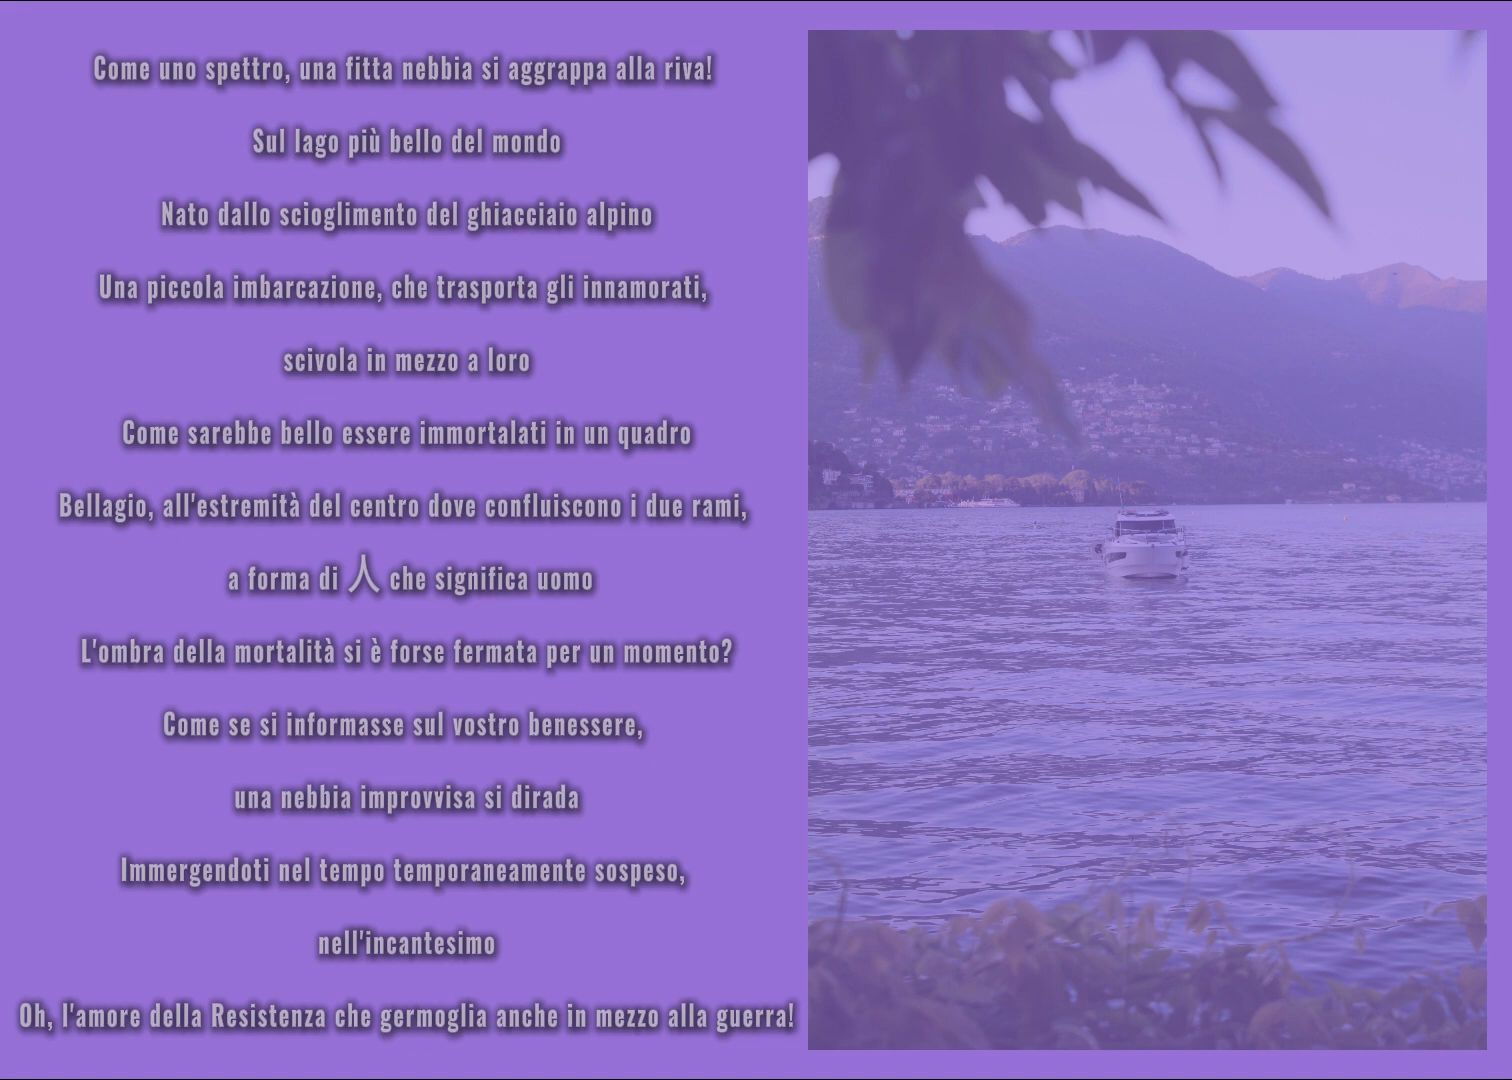 Come uno spettro, una fitta nebbia si aggrappa alla riva!
Sul lago più bello del mondo
Nato dallo scioglimento del ghiacciaio alpino
Una piccola imbarcazione, che trasporta gli innamorati,
scivola in mezzo a loro
Come sarebbe bello essere immortalati in un quadro
Bellagio, all'estremità del centro dove confluiscono i due rami,
a forma di 人 che significa uomo
L'ombra della mortalità si è forse fermata per un momento?
Come se si informasse sul vostro benessere,
una nebbia improvvisa si dirada
Immergendoti nel tempo temporaneamente sospeso,
nell'incantesimo
Oh, l'amore della Resistenza che germoglia anche in mezzo alla guerra!